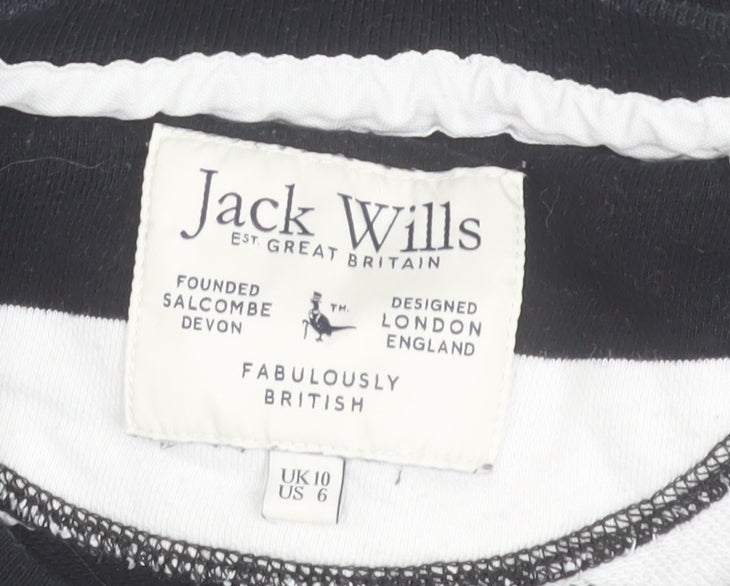 Jack Wills
EST. GREAT BRITAIN
FOUNDED
SALCOMBE
DEVON
TM.
DESIGNED
LONDON
ENGLAND
FABULOUSLY
BRITISH
UK 10
US 6